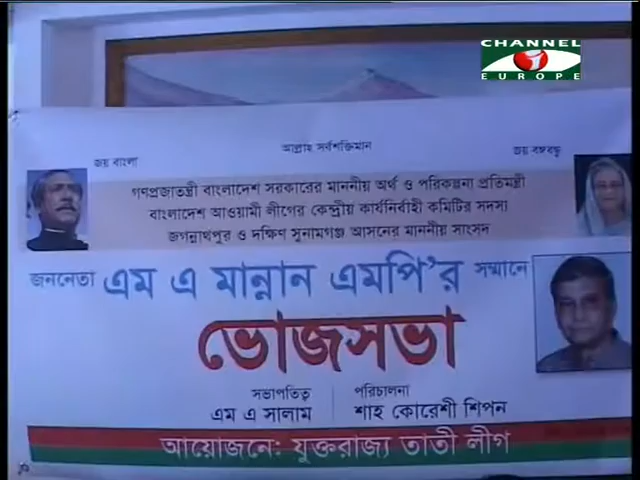 CHANNEL i
EUROPE
আল্লাহ সর্বশক্তিমান
জয় বাংলা
জয় বঙ্গবন্ধু
গণপ্রজাতন্ত্রী বাংলাদেশ সরকারের মাননীয় অর্থ ও পরিকল্পনা প্রতিমন্ত্রী
বাংলাদেশ আওয়ামী লীগের কেন্দ্রীয় কার্যনির্বাহী কমিটির সদস্য
জগন্নাথপুর ও দক্ষিণ সুনামগঞ্জ আসনের মাননীয় সাংসদ
জননেতা এম এ মান্নান এমপি'র সম্মানে
ভোজসভা
সভাপতিত্ব
এম এ সালাম
পরিচালনা
শাহ কোরেশী শিপন
আয়োজনে: যুক্তরাজ্য তাতী লীগ